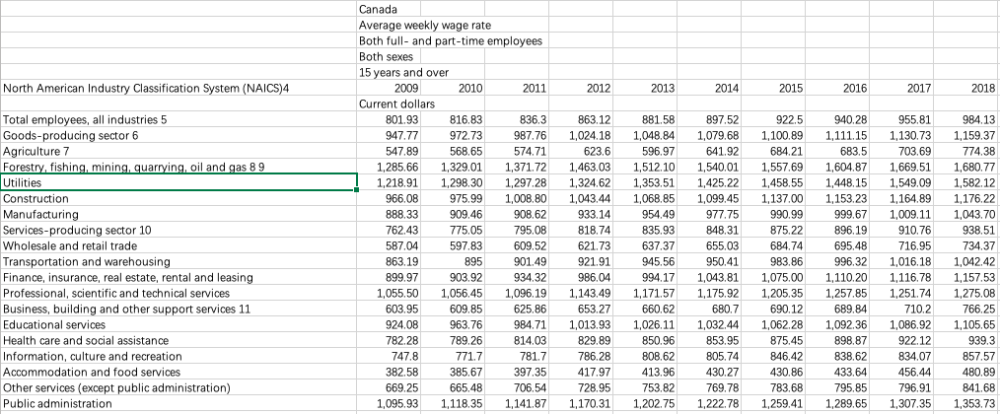 Canada
Average weekly wage rate
Both full- and part-time employees
Both sexes
15 years and over
North American Industry Classification System (NAICS)4 2009 2010 2011 2012 2013 2014 2015 2016 2017 2018
Current dollars
Total employees, all industries 5 801.93 816.83 836.3 863.12 881.58 897.52 922.5 940.28 955.81 984.13
Goods-producing sector 6 947.77 972.73 987.76 1,024.18 1,048.84 1,079.68 1,100.89 1,111.15 1,130.73 1,159.37
Agriculture 7 547.89 568.65 574.71 623.6 596.97 641.92 684.21 683.5 703.69 774.38
Forestry, fishing, mining, quarrying, oil and gas 8 9 1,285.66 1,329.01 1,371.72 1,463.03 1,512.10 1,540.01 1,557.69 1,604.87 1,669.51 1,680.77
Utilities 1,218.91 1,298.30 1,297.28 1,324.62 1,353.51 1,425.22 1,458.55 1,448.15 1,549.09 1,582.12
Construction 966.08 975.99 1,008.80 1,043.44 1,068.85 1,099.45 1,137.00 1,153.23 1,164.89 1,176.22
Manufacturing 888.33 909.46 908.62 933.14 954.49 977.75 990.99 999.67 1,009.11 1,043.70
Services-producing sector 10 762.43 775.05 795.08 818.74 835.93 848.31 875.22 896.19 910.76 938.51
Wholesale and retail trade 587.04 597.83 609.52 621.73 637.37 655.03 684.74 695.48 716.95 734.37
Transportation and warehousing 863.19 895 901.49 921.91 945.56 950.41 983.86 996.32 1,016.18 1,042.42
Finance, insurance, real estate, rental and leasing 899.97 903.92 934.32 986.04 994.17 1,043.81 1,075.00 1,110.20 1,116.78 1,157.53
Professional, scientific and technical services 1,055.50 1,056.45 1,096.19 1,143.49 1,171.57 1,175.92 1,205.35 1,257.85 1,251.74 1,275.08
Business, building and other support services 11 603.95 609.85 625.86 653.27 660.62 680.7 690.12 689.84 710.2 766.25
Educational services 924.08 963.76 984.71 1,013.93 1,026.11 1,032.44 1,062.28 1,092.36 1,086.92 1,105.65
Health care and social assistance 782.28 789.26 814.03 829.89 850.96 853.95 875.45 898.87 922.12 939.3
Information, culture and recreation 747.8 771.7 781.7 786.28 808.62 805.74 846.42 838.62 834.07 857.57
Accommodation and food services 382.58 385.67 397.35 417.97 413.96 430.27 430.86 433.64 456.44 480.89
Other services (except public administration) 669.25 665.48 706.54 728.95 753.82 769.78 783.68 795.85 796.91 841.68
Public administration 1,095.93 1,118.35 1,141.87 1,170.31 1,202.75 1,222.78 1,259.41 1,289.65 1,307.35 1,353.73